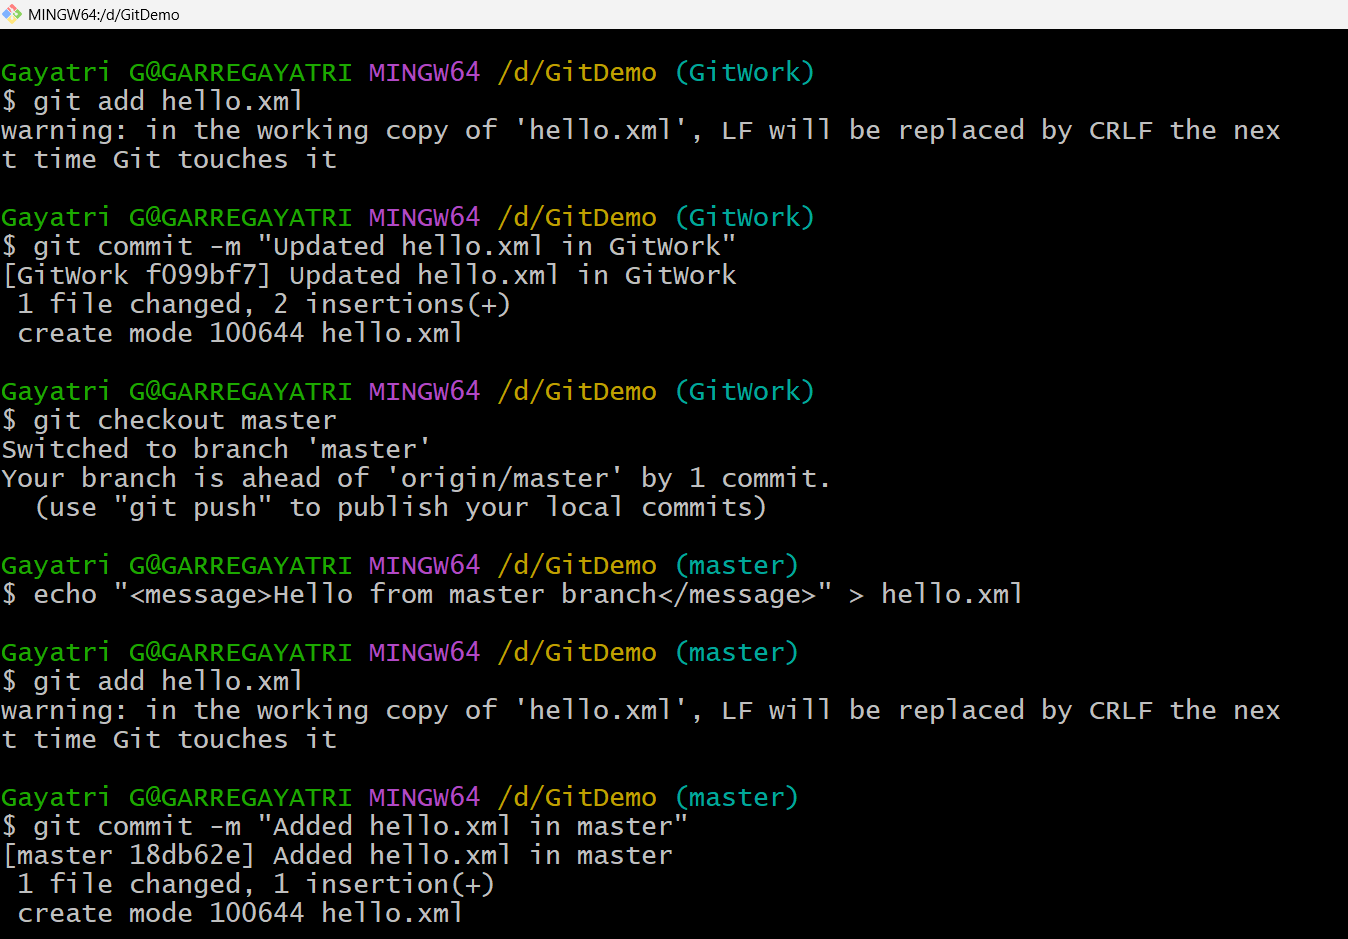 MINGW64:/d/GitDemo
Gayatri G@GARREGAYATRI MINGW64 /d/GitDemo (GitWork)
$ git add hello.xml
warning: in the working copy of 'hello.xml', LF will be replaced by CRLF the nex
t time Git touches it
Gayatri G@GARREGAYATRI MINGW64 /d/GitDemo (GitWork)
$ git commit -m "Updated hello.xml in GitWork"
[GitWork f099bf7] Updated hello.xml in GitWork
 1 file changed, 2 insertions(+)
 create mode 100644 hello.xml
Gayatri G@GARREGAYATRI MINGW64 /d/GitDemo (GitWork)
$ git checkout master
Switched to branch 'master'
Your branch is ahead of 'origin/master' by 1 commit.
  (use "git push" to publish your local commits)
Gayatri G@GARREGAYATRI MINGW64 /d/GitDemo (master)
$ echo "<message>Hello from master branch</message>" > hello.xml
Gayatri G@GARREGAYATRI MINGW64 /d/GitDemo (master)
$ git add hello.xml
warning: in the working copy of 'hello.xml', LF will be replaced by CRLF the nex
t time Git touches it
Gayatri G@GARREGAYATRI MINGW64 /d/GitDemo (master)
$ git commit -m "Added hello.xml in master"
[master 18db62e] Added hello.xml in master
 1 file changed, 1 insertion(+)
 create mode 100644 hello.xml